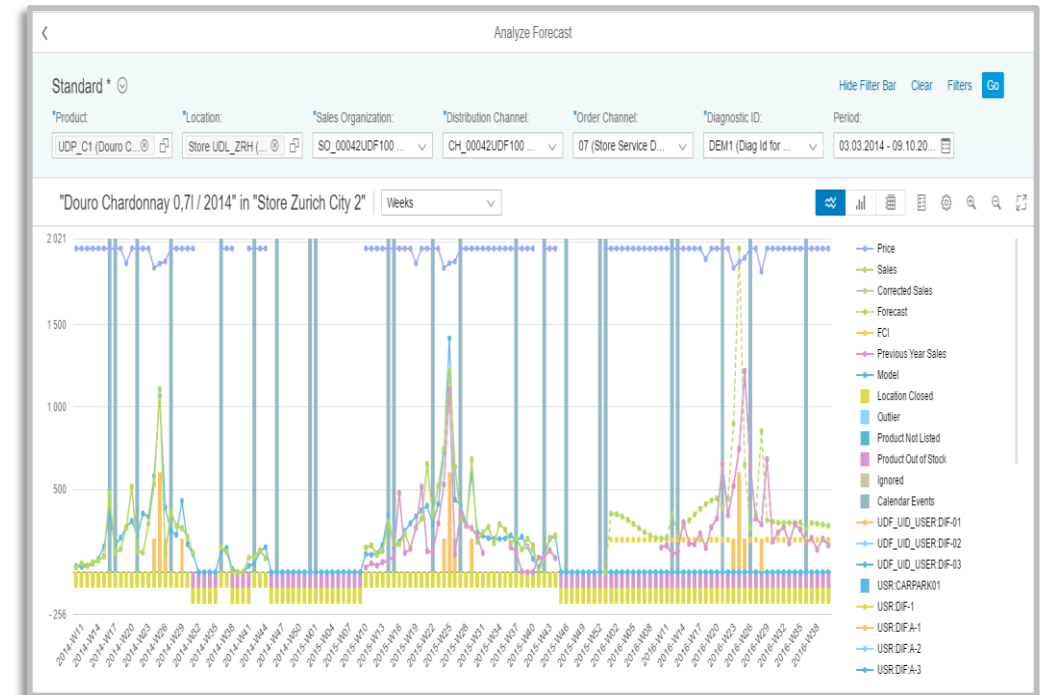 Analyze Forecast
Standard *
Hide Filter Bar Clear Filters Go
*Product: *Location: *Sales Organization: *Distribution Channel: *Order Channel: *Diagnostic ID: Period:
UDP_C1 (Douro C... Store UDL_ZRH (... SO_00042UDF100 ... CH_00042UDF100 ... 07 (Store Service D... DEM1 (Diag Id for ... 03.03.2014 - 09.10.20...
"Douro Chardonnay 0,7l / 2014" in "Store Zurich City 2" Weeks
2 021
1 500
1 000
500
- 256
Price
Sales
Corrected Sales
Forecast
FCI
Previous Year Sales
Model
Location Closed
Outlier
Product Not Listed
Product Out of Stock
Ignored
Calendar Events
UDF_UID_USER:DIF-01
UDF_UID_USER:DIF-02
UDF_UID_USER:DIF-03
USR:CARPARK01
USR:DIF-1
USR:DIF:A-1
USR:DIF:A-2
USR:DIF:A-3
2014-W11 2014-W14 2014-W17 2014-W20 2014-W23 2014-W26 2014-W29 2014-W32 2014-W35 2014-W38 2014-W41 2014-W44 2014-W47 2014-W50 2015-W01 2015-W04 2015-W07 2015-W10 2015-W13 2015-W16 2015-W19 2015-W22 2015-W25 2015-W28 2015-W31 2015-W34 2015-W37 2015-W40 2015-W43 2015-W46 2015-W49 2015-W52 2016-W02 2016-W05 2016-W08 2016-W11 2016-W14 2016-W17 2016-W20 2016-W23 2016-W26 2016-W29 2016-W32 2016-W35 2016-W38